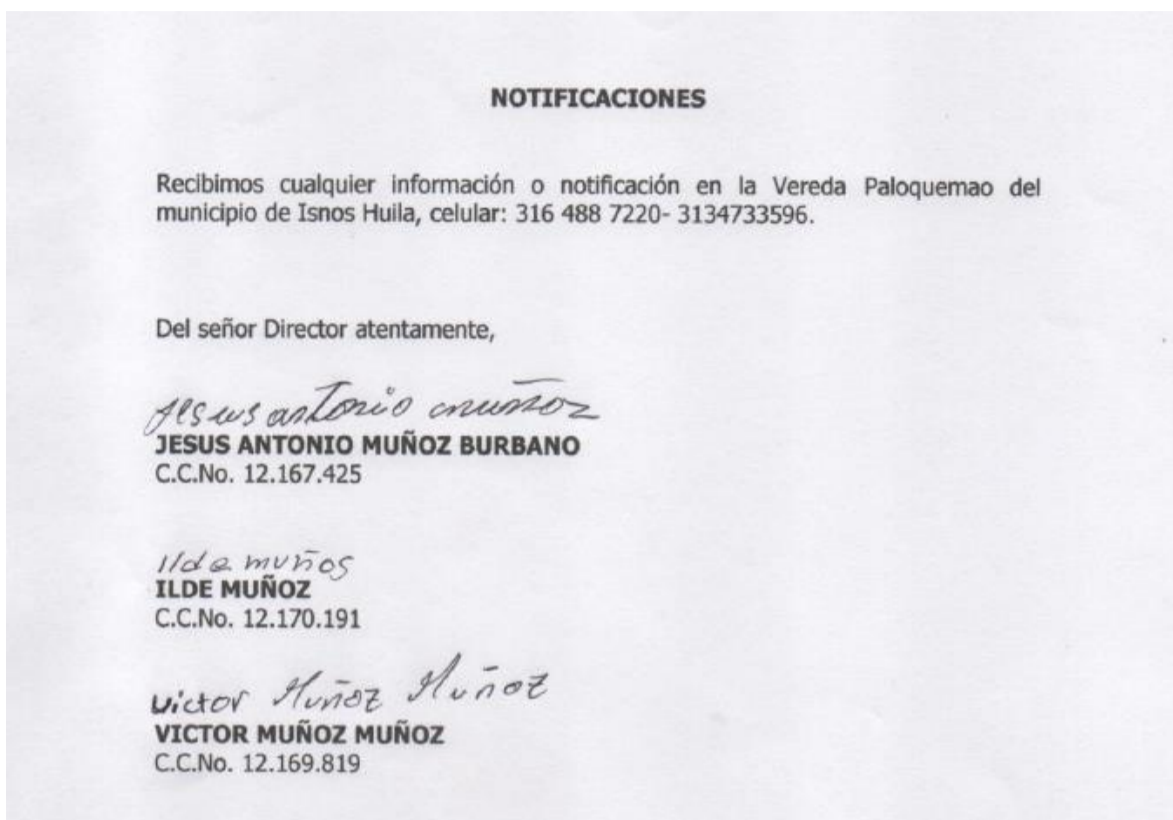 NOTIFICACIONES
Recibimos cualquier información o notificación en la Vereda Paloquemao del
municipio de Isnos Huila, celular: 316 488 7220- 3134733596.
Del señor Director atentamente,
Jesus antonio muñoz
JESUS ANTONIO MUÑOZ BURBANO
C.C.No. 12.167.425
ilde muños
ILDE MUÑOZ
C.C.No. 12.170.191
victor Muñoz Muñoz
VICTOR MUÑOZ MUÑOZ
C.C.No. 12.169.819